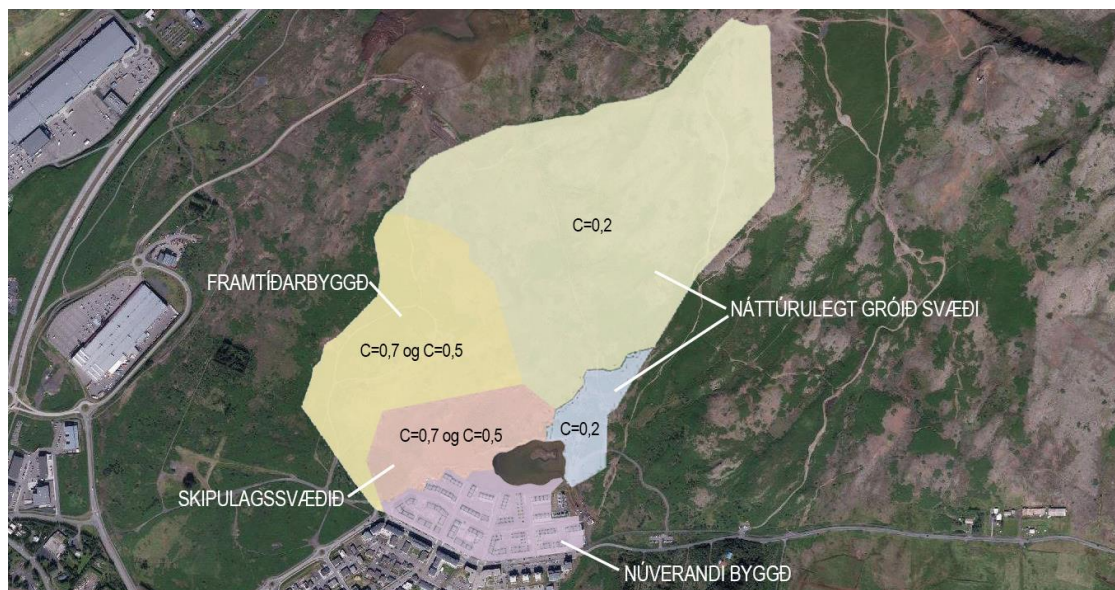 C=0,2
FRAMTÍÐARBYGGÐ
NÁTTÚRULEGT GRÓIÐ SVÆÐI
C=0,7 og C=0,5
C=0,7 og C=0,5
C=0,2
SKIPULAGSSVÆÐIÐ
NÚVERANDI BYGGÐ